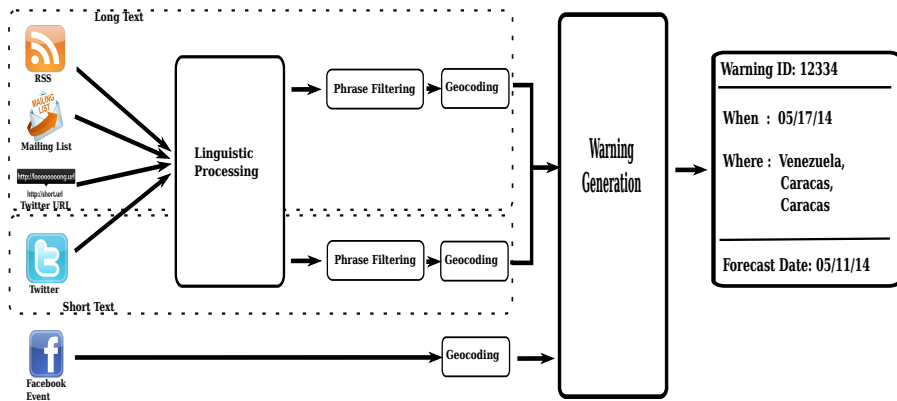 Long Text
RSS
MAILING
LIST
Mailing List
http://looooooooong.url
http://short.url
Twitter URL
Linguistic
Processing
Phrase Filtering
Geocoding
Phrase Filtering
Geocoding
Twitter
Short Text
Facebook
Event
Geocoding
Warning
Generation
Warning ID: 12334
When : 05/17/14
Where : Venezuela,
Caracas,
Caracas
Forecast Date: 05/11/14